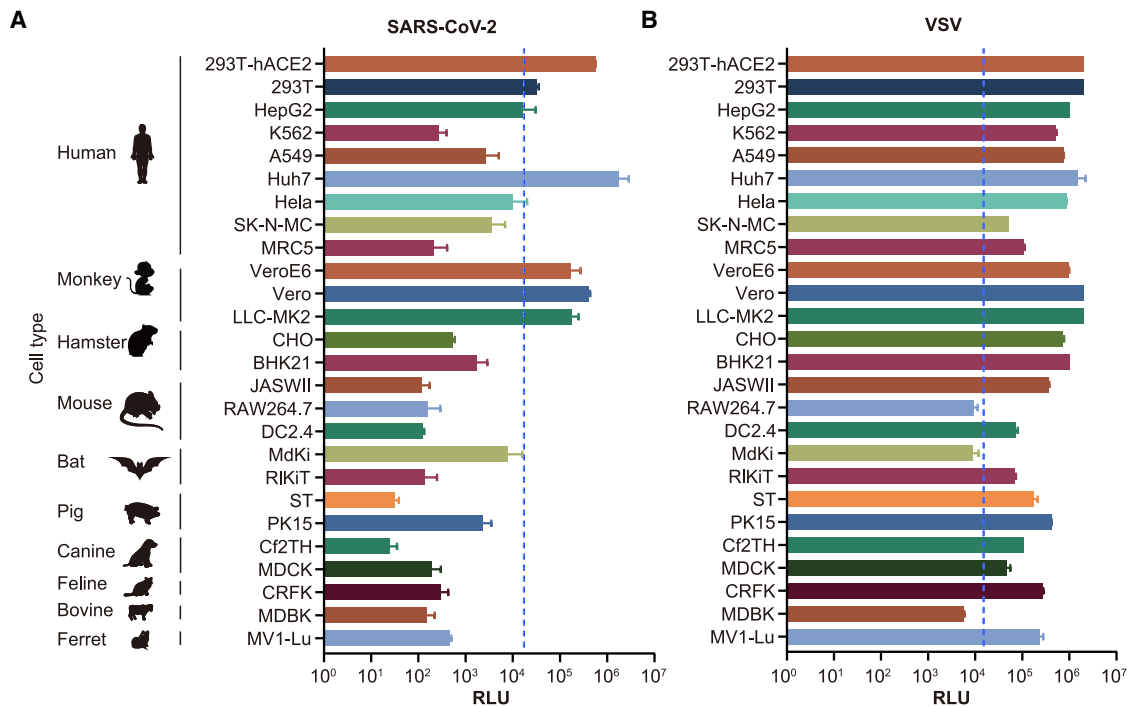 A
SARS-CoV-2
Cell type
Human
Monkey
Hamster
Mouse
Bat
Pig
Canine
Feline
Bovine
Ferret
293T-hACE2
293T
HepG2
K562
A549
Huh7
Hela
SK-N-MC
MRC5
VeroE6
Vero
LLC-MK2
CHO
BHK21
JASWII
RAW264.7
DC2.4
MdKi
RIKiT
ST
PK15
Cf2TH
MDCK
CRFK
MDBK
MV1-Lu
10⁰ 10¹ 10² 10³ 10⁴ 10⁵ 10⁶ 10⁷
RLU
B
VSV
293T-hACE2
293T
HepG2
K562
A549
Huh7
Hela
SK-N-MC
MRC5
VeroE6
Vero
LLC-MK2
CHO
BHK21
JASWII
RAW264.7
DC2.4
MdKi
RIKiT
ST
PK15
Cf2TH
MDCK
CRFK
MDBK
MV1-Lu
10⁰ 10¹ 10² 10³ 10⁴ 10⁵ 10⁶ 10⁷
RLU